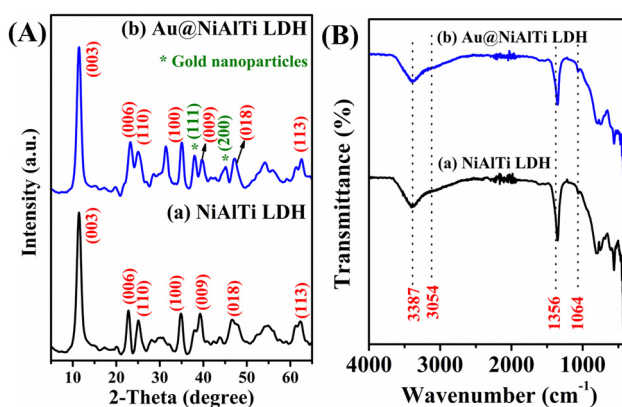 (A)
(b) Au@NiAlTi LDH
* Gold nanoparticles
(003)
(006)
(110)
(100)
* (111)
(009)
* (200)
(018)
(113)
(a) NiAlTi LDH
(003)
(006)
(110)
(100)
(009)
(018)
(113)
Intensity (a.u.)
10 20 30 40 50 60
2-Theta (degree)
(B)
(b) Au@NiAlTi LDH
(a) NiAlTi LDH
3387
3054
1356
1064
Transmittance (%)
4000 3000 2000 1000
Wavenumber (cm⁻¹)